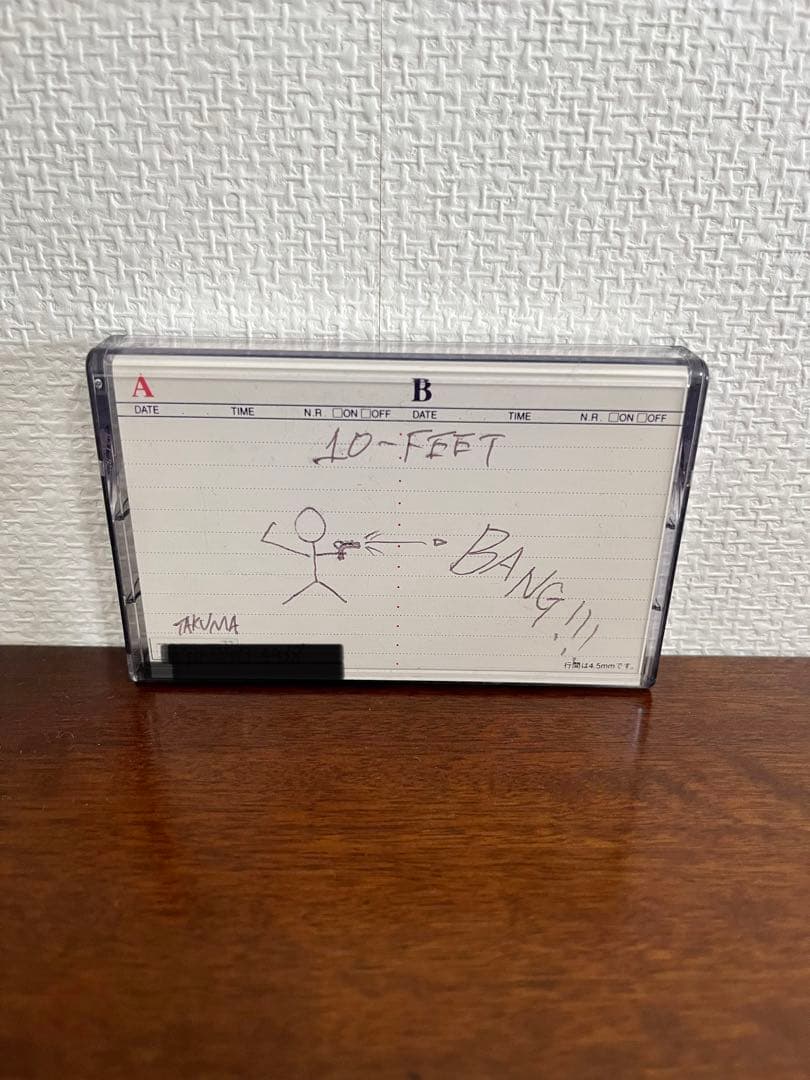 A B
DATE TIME N.R. □ON □OFF DATE TIME N.R. □ON □OFF
10-FEET
BANG!!!
TAKUMA
行間は4.5mmです。